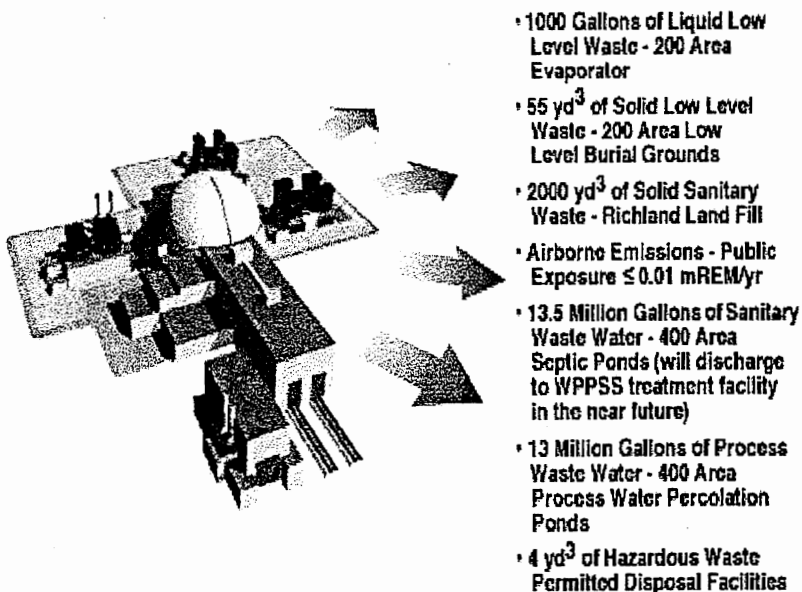 • 1000 Gallons of Liquid Low
Level Waste - 200 Area
Evaporator
• 55 yd³ of Solid Low Level
Waste - 200 Area Low
Level Burial Grounds
• 2000 yd³ of Solid Sanitary
Waste - Richland Land Fill
• Airborne Emissions - Public
Exposure ≤ 0.01 mREM/yr
• 13.5 Million Gallons of Sanitary
Waste Water - 400 Area
Septic Ponds (will discharge
to WPPSS treatment facility
in the near future)
• 13 Million Gallons of Process
Waste Water - 400 Area
Process Water Percolation
Ponds
• 4 yd³ of Hazardous Waste
Permitted Disposal Facilities